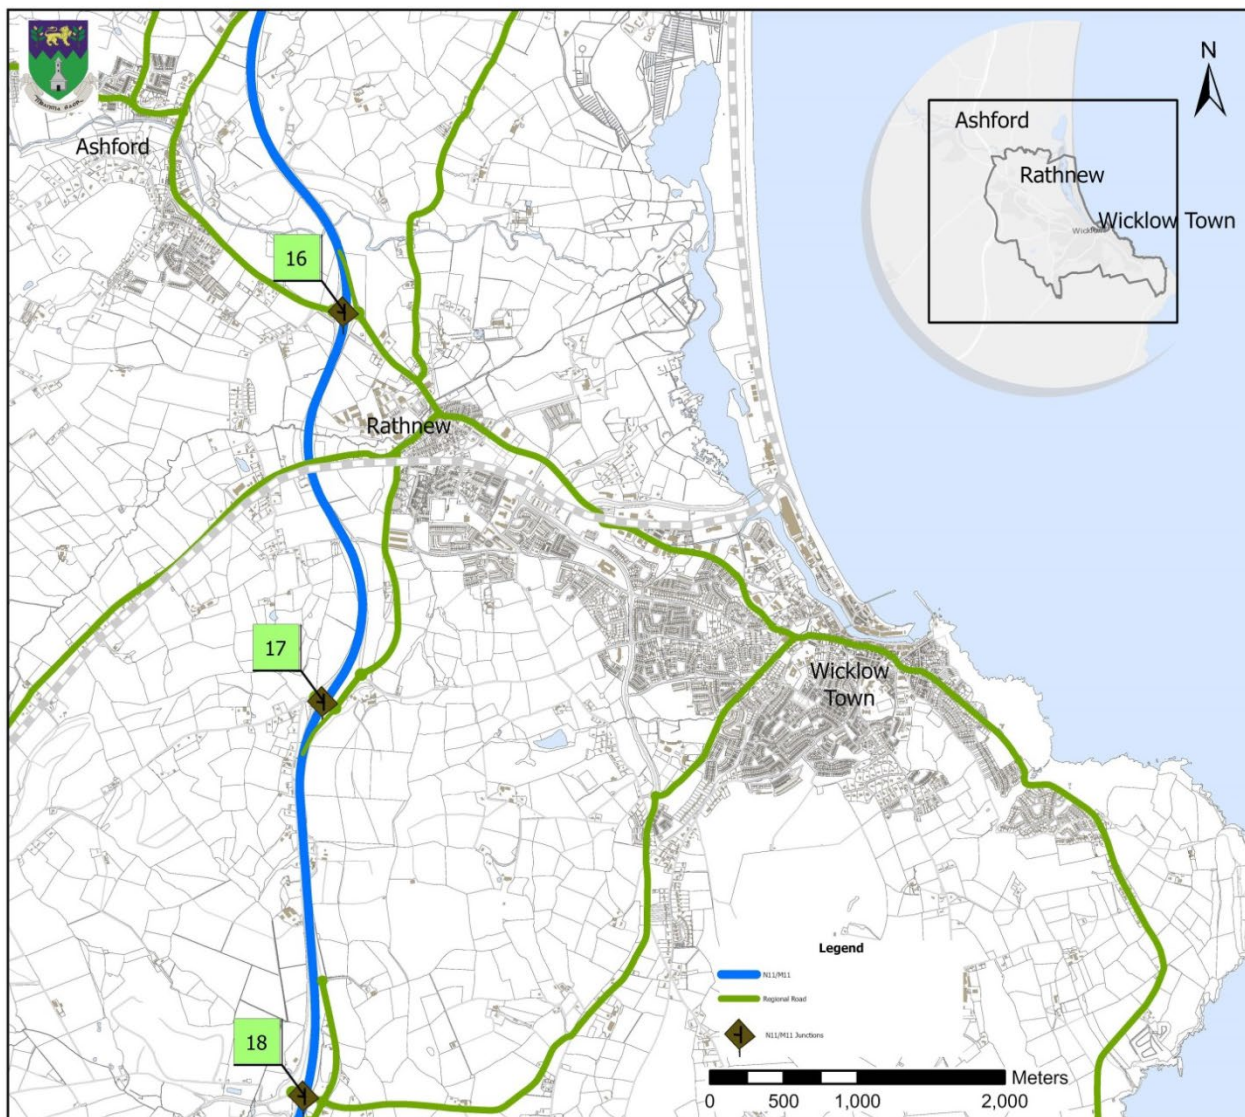 Ashford
16
Rathnew
17
Wicklow
Town
18
N
Ashford
Rathnew
Wicklow Town
Legend
N11/M11
Regional Road
N11/M11 Junctions
Meters
0 500 1,000 2,000